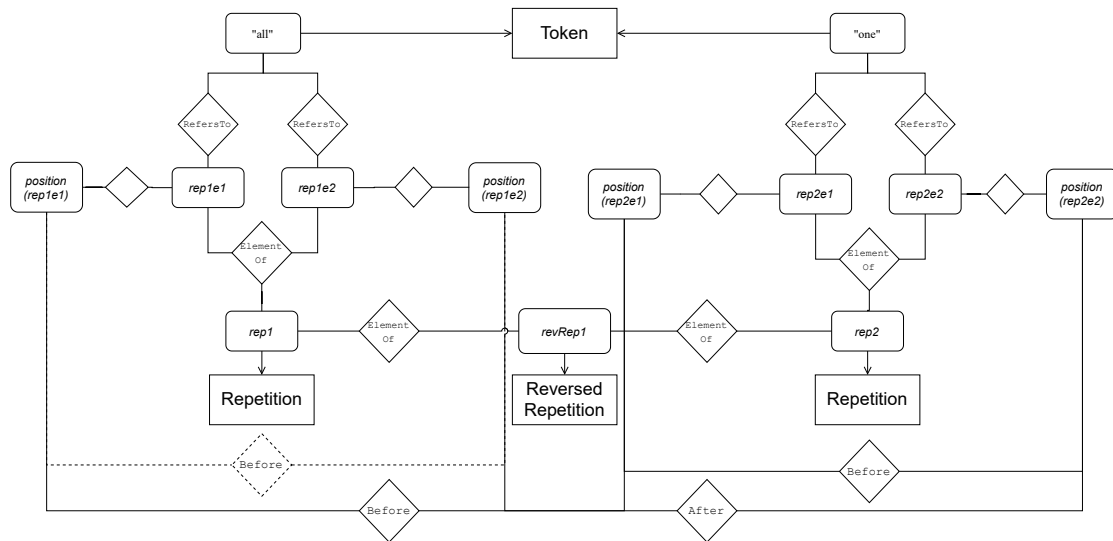 "all"
Token
"one"
RefersTo
RefersTo
RefersTo
RefersTo
position
(rep1e1)
rep1e1
rep1e2
position
(rep1e2)
position
(rep2e1)
rep2e1
rep2e2
position
(rep2e2)
Element
Of
Element
Of
rep1
Element
Of
revRep1
Element
Of
rep2
Repetition
Reversed
Repetition
Repetition
Before
Before
Before
After